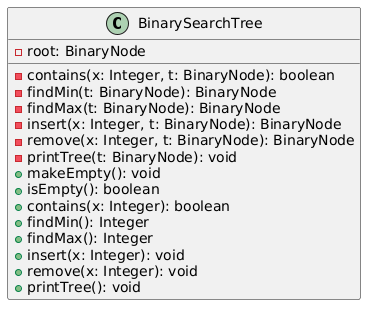 C BinarySearchTree
root: BinaryNode
contains(x: Integer, t: BinaryNode): boolean
findMin(t: BinaryNode): BinaryNode
findMax(t: BinaryNode): BinaryNode
insert(x: Integer, t: BinaryNode): BinaryNode
remove(x: Integer, t: BinaryNode): BinaryNode
printTree(t: BinaryNode): void
makeEmpty(): void
isEmpty(): boolean
contains(x: Integer): boolean
findMin(): Integer
findMax(): Integer
insert(x: Integer): void
remove(x: Integer): void
printTree(): void